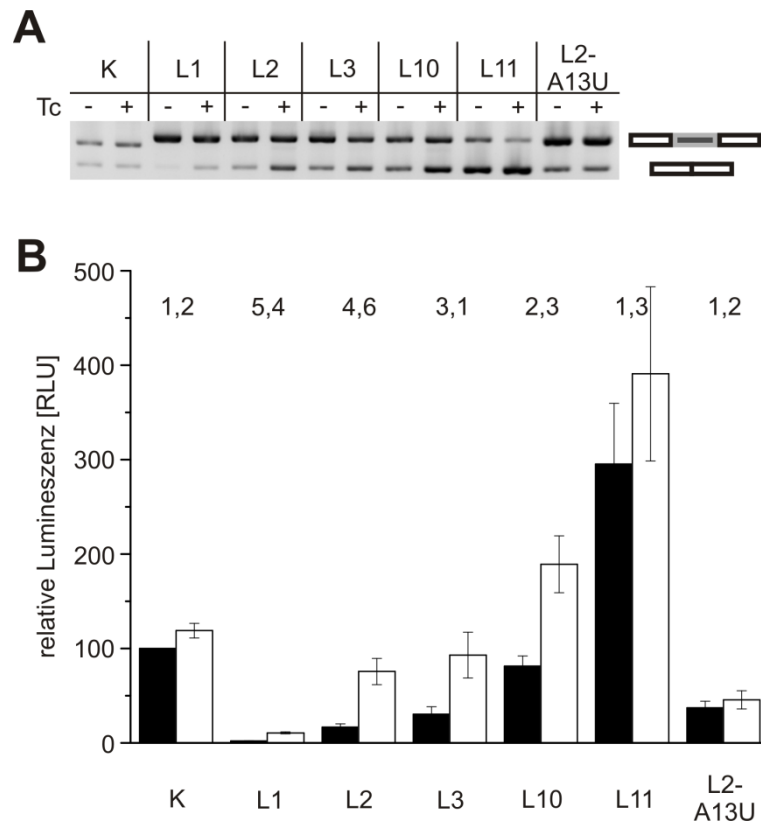 A
K L1 L2 L3 L10 L11 L2-
A13U
Tc - + - + - + - + - + - + - +
B
500
1,2 5,4 4,6 3,1 2,3 1,3 1,2
400
300
200
100
0
relative Lumineszenz [RLU]
K L1 L2 L3 L10 L11 L2-
A13U